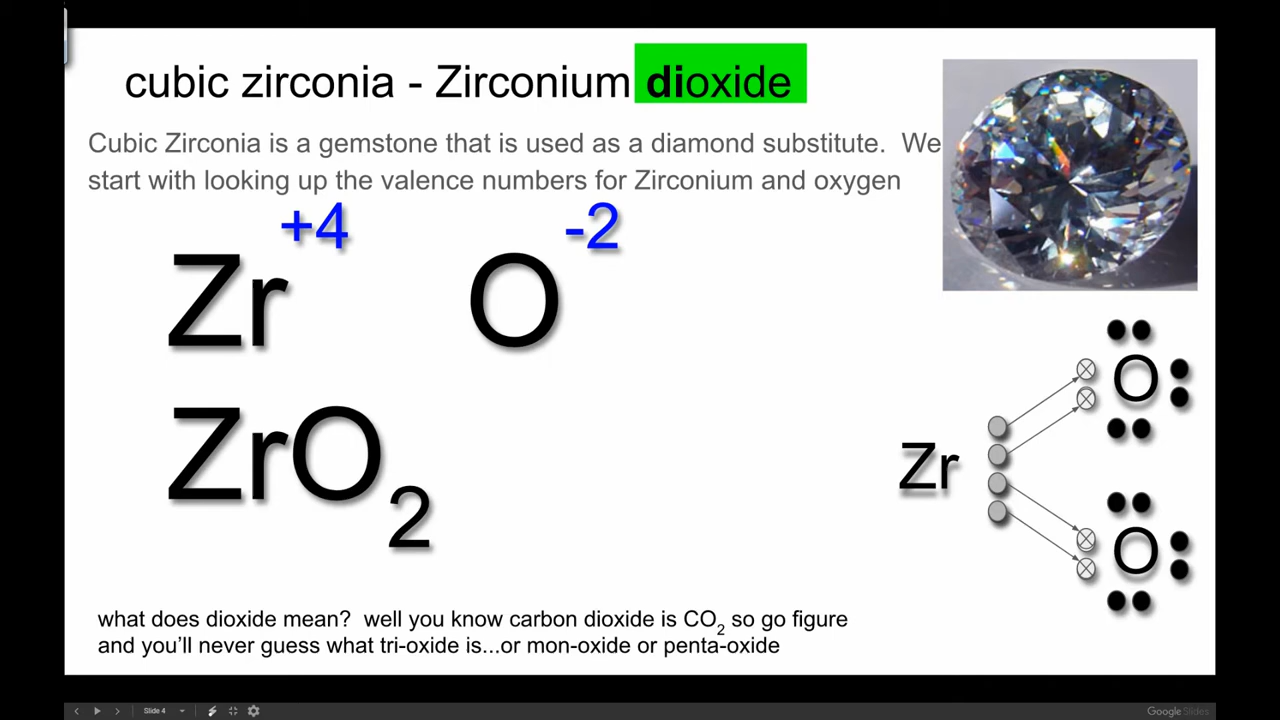 cubic zirconia - Zirconium dioxide
Cubic Zirconia is a gemstone that is used as a diamond substitute.  We
start with looking up the valence numbers for Zirconium and oxygen
Zr+4 O-2
ZrO2
Zr
O
O
what does dioxide mean?  well you know carbon dioxide is CO2 so go figure
and you'll never guess what tri-oxide is...or mon-oxide or penta-oxide
Slide 4
Google Slides